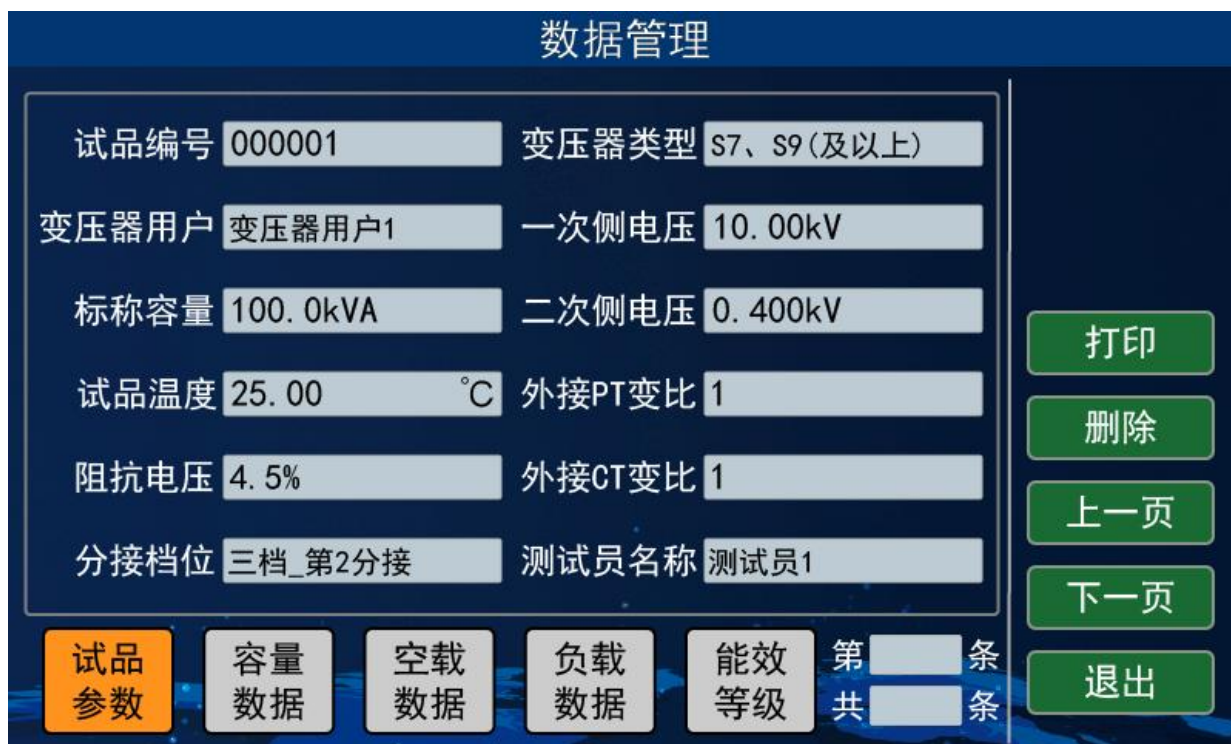 数据管理
试品编号 000001 变压器类型 S7、S9(及以上)
变压器用户 变压器用户1 一次侧电压 10.00kV
标称容量 100.0kVA 二次侧电压 0.400kV
试品温度 25.00 ℃ 外接PT变比 1
阻抗电压 4.5% 外接CT变比 1
分接档位 三档_第2分接 测试员名称 测试员1
打印
删除
上一页
下一页
退出
试品
参数
容量
数据
空载
数据
负载
数据
能效
等级
第 条
共 条